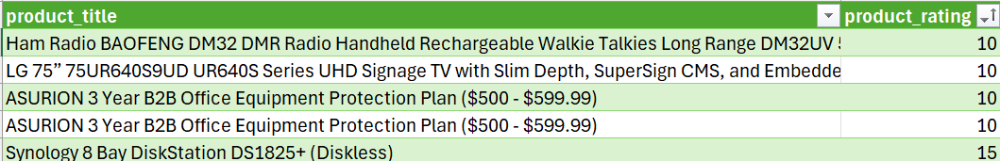 product_title product_rating
Ham Radio BAOFENG DM32 DMR Radio Handheld Rechargeable Walkie Talkies Long Range DM32UV 10
LG 75” 75UR640S9UD UR640S Series UHD Signage TV with Slim Depth, SuperSign CMS, and Embedde 10
ASURION 3 Year B2B Office Equipment Protection Plan ($500 - $599.99) 10
ASURION 3 Year B2B Office Equipment Protection Plan ($500 - $599.99) 10
Synology 8 Bay DiskStation DS1825+ (Diskless) 15